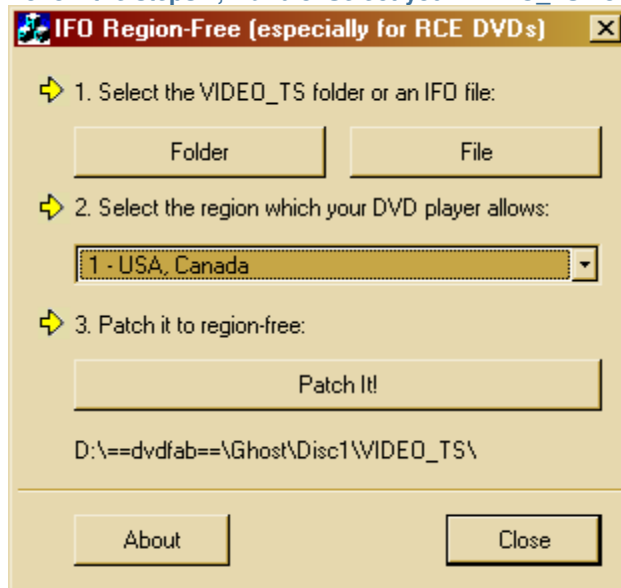 IFO Region-Free (especially for RCE DVDs)
1. Select the VIDEO_TS folder or an IFO file:
Folder File
2. Select the region which your DVD player allows:
1 - USA, Canada
3. Patch it to region-free:
Patch It!
D:\==dvdfab==\Ghost\Disc1\VIDEO_TS\
About Close